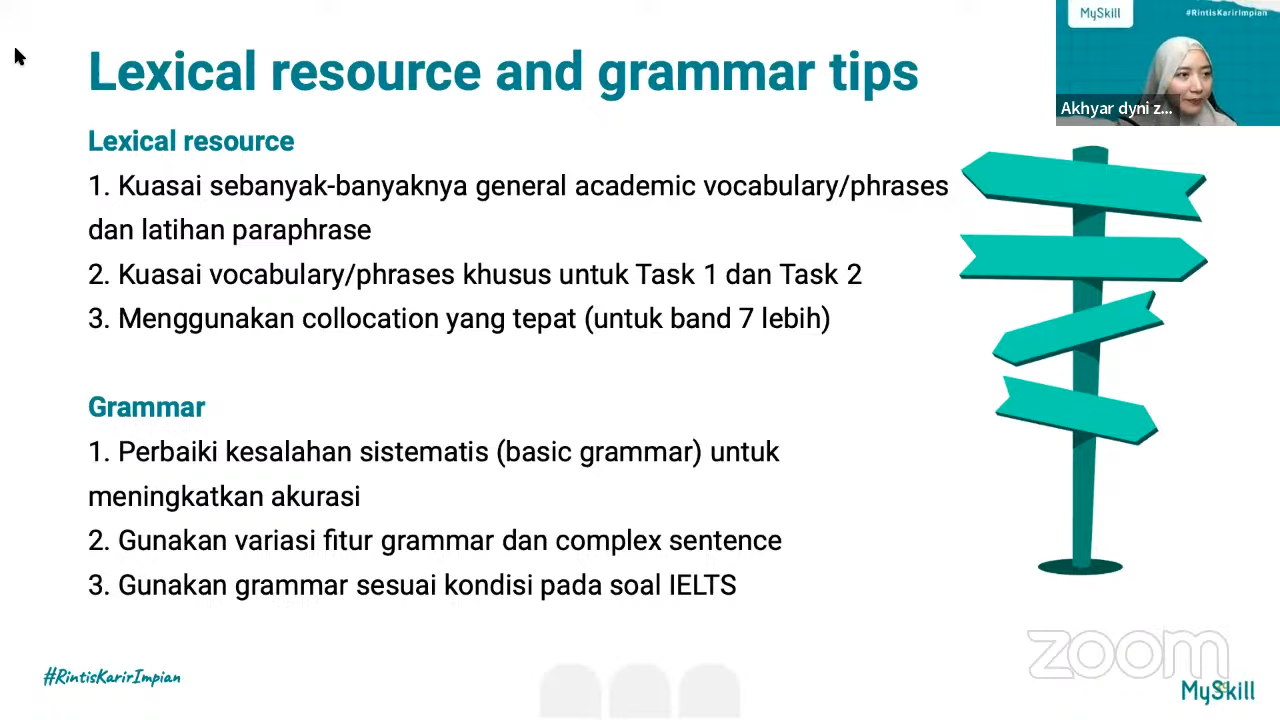 MySkill
#RintisKarirImpian
Akhyar dyni z...
Lexical resource and grammar tips
Lexical resource
1. Kuasai sebanyak-banyaknya general academic vocabulary/phrases
dan latihan paraphrase
2. Kuasai vocabulary/phrases khusus untuk Task 1 dan Task 2
3. Menggunakan collocation yang tepat (untuk band 7 lebih)
Grammar
1. Perbaiki kesalahan sistematis (basic grammar) untuk
meningkatkan akurasi
2. Gunakan variasi fitur grammar dan complex sentence
3. Gunakan grammar sesuai kondisi pada soal IELTS
zoom
#RintisKarirImpian
MySkill